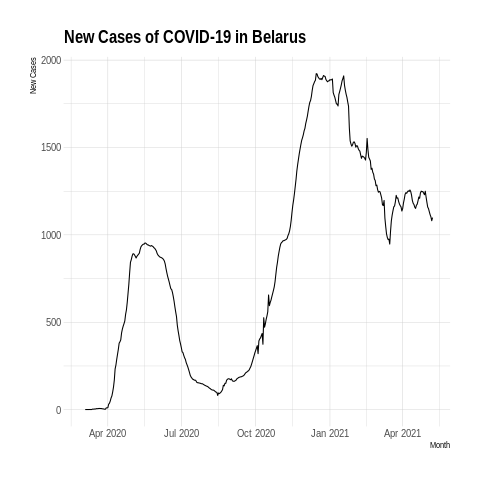 New Cases of COVID-19 in Belarus
New Cases
2000
1500
1000
500
0
Apr 2020 Jul 2020 Oct 2020 Jan 2021 Apr 2021
Month